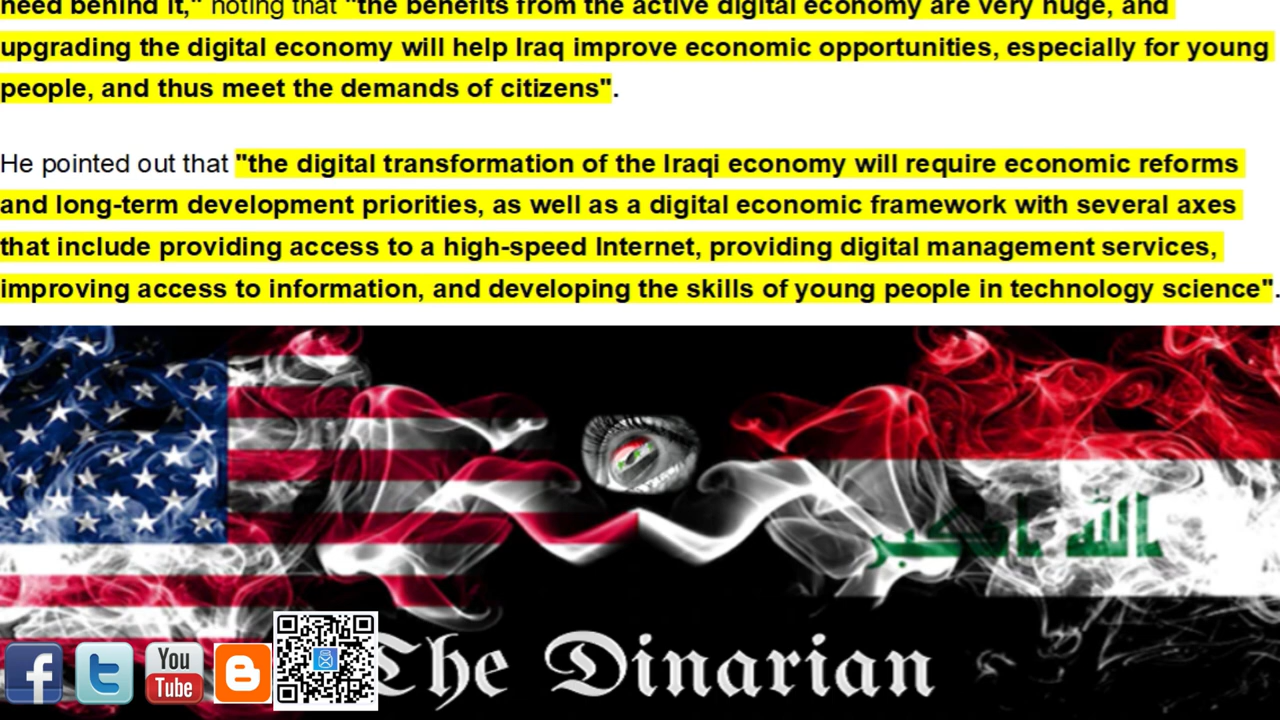 need behind it," noting that "the benefits from the active digital economy are very huge, and
upgrading the digital economy will help Iraq improve economic opportunities, especially for young
people, and thus meet the demands of citizens".
He pointed out that "the digital transformation of the Iraqi economy will require economic reforms
and long-term development priorities, as well as a digital economic framework with several axes
that include providing access to a high-speed Internet, providing digital management services,
improving access to information, and developing the skills of young people in technology science".
الله اكبر
You
Tube
The Dinarian